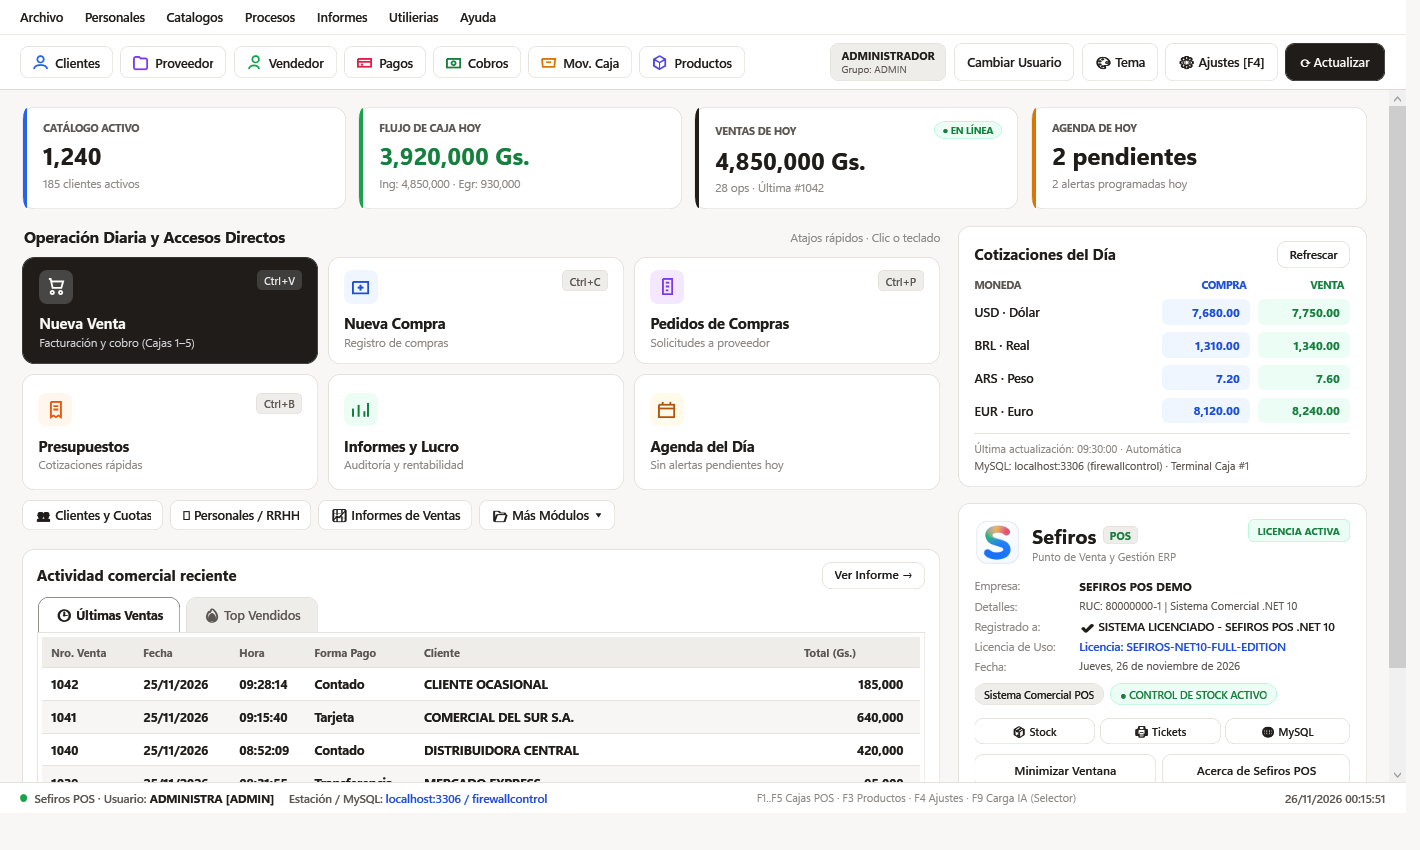 Archivo Personales Catalogos Procesos Informes Utilierias Ayuda
Clientes Proveedor Vendedor Pagos Cobros Mov. Caja Productos
ADMINISTRADOR
Grupo: ADMIN
Cambiar Usuario Tema Ajustes [F4] ⟳ Actualizar
CATÁLOGO ACTIVO
1,240
185 clientes activos
FLUJO DE CAJA HOY
3,920,000 Gs.
Ing: 4,850,000 · Egr: 930,000
VENTAS DE HOY
● EN LÍNEA
4,850,000 Gs.
28 ops · Última #1042
AGENDA DE HOY
2 pendientes
2 alertas programadas hoy
Operación Diaria y Accesos Directos
Atajos rápidos · Clic o teclado
Ctrl+V
Nueva Venta
Facturación y cobro (Cajas 1–5)
Ctrl+C
Nueva Compra
Registro de compras
Ctrl+P
Pedidos de Compras
Solicitudes a proveedor
Ctrl+B
Presupuestos
Cotizaciones rápidas
Informes y Lucro
Auditoría y rentabilidad
Agenda del Día
Sin alertas pendientes hoy
Clientes y Cuotas Personales / RRHH Informes de Ventas Más Módulos ▾
Actividad comercial reciente
Ver Informe →
Últimas Ventas Top Vendidos
Nro. Venta Fecha Hora Forma Pago Cliente Total (Gs.)
1042 25/11/2026 09:28:14 Contado CLIENTE OCASIONAL 185,000
1041 25/11/2026 09:15:40 Tarjeta COMERCIAL DEL SUR S.A. 640,000
1040 25/11/2026 08:52:09 Contado DISTRIBUIDORA CENTRAL 420,000
Cotizaciones del Día
Refrescar
MONEDA COMPRA VENTA
USD · Dólar 7,680.00 7,750.00
BRL · Real 1,310.00 1,340.00
ARS · Peso 7.20 7.60
EUR · Euro 8,120.00 8,240.00
Última actualización: 09:30:00 · Automática
MySQL: localhost:3306 (firewallcontrol) · Terminal Caja #1
Sefiros POS
Punto de Venta y Gestión ERP
LICENCIA ACTIVA
Empresa: SEFIROS POS DEMO
Detalles: RUC: 80000000-1 | Sistema Comercial .NET 10
Registrado a: ✔ SISTEMA LICENCIADO - SEFIROS POS .NET 10
Licencia de Uso: Licencia: SEFIROS-NET10-FULL-EDITION
Fecha: Jueves, 26 de noviembre de 2026
Sistema Comercial POS ● CONTROL DE STOCK ACTIVO
Stock Tickets MySQL
Minimizar Ventana Acerca de Sefiros POS
Sefiros POS · Usuario: ADMINISTRA [ADMIN] Estación / MySQL: localhost:3306 / firewallcontrol
F1..F5 Cajas POS · F3 Productos · F4 Ajustes · F9 Carga IA (Selector)
26/11/2026 00:15:51